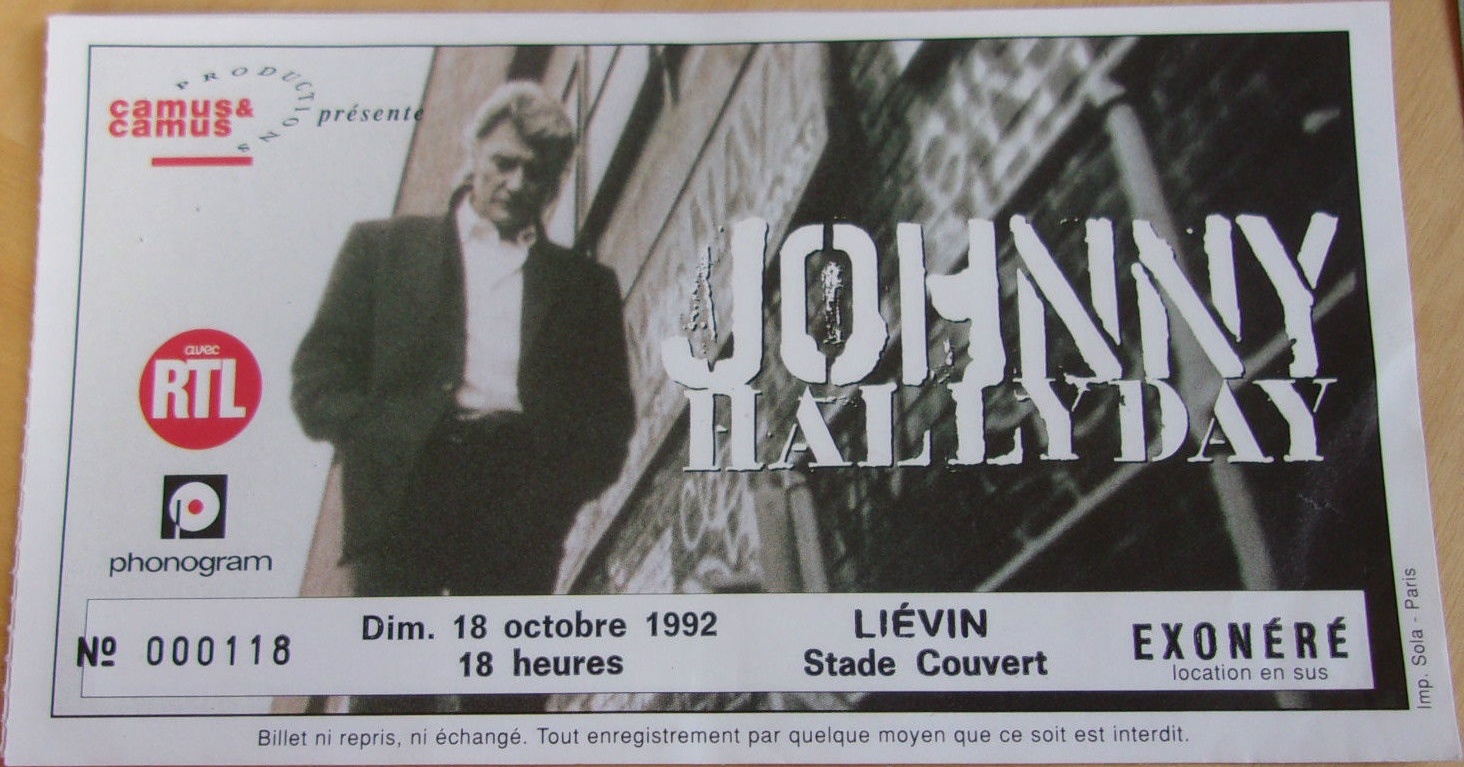 PRODUCTIONS
camus&
camus
présente
JOHNNY
HALLYDAY
avec
RTL
phonogram
Nº 000118
Dim. 18 octobre 1992
18 heures
LIÉVIN
Stade Couvert
EXONÉRÉ
location en sus
Imp. Sola - Paris
Billet ni repris, ni échangé. Tout enregistrement par quelque moyen que ce soit est interdit.